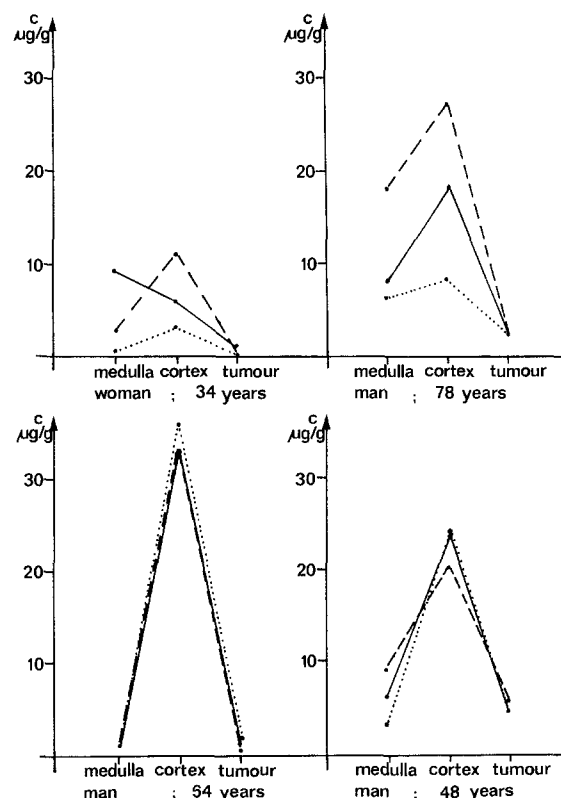 c
µg/g
30
20
10
medulla cortex tumour
woman ; 34 years
c
µg/g
30
20
10
medulla cortex tumour
man ; 78 years
c
µg/g
30
20
10
medulla cortex tumour
man ; 54 years
c
µg/g
30
20
10
medulla cortex tumour
man ; 48 years